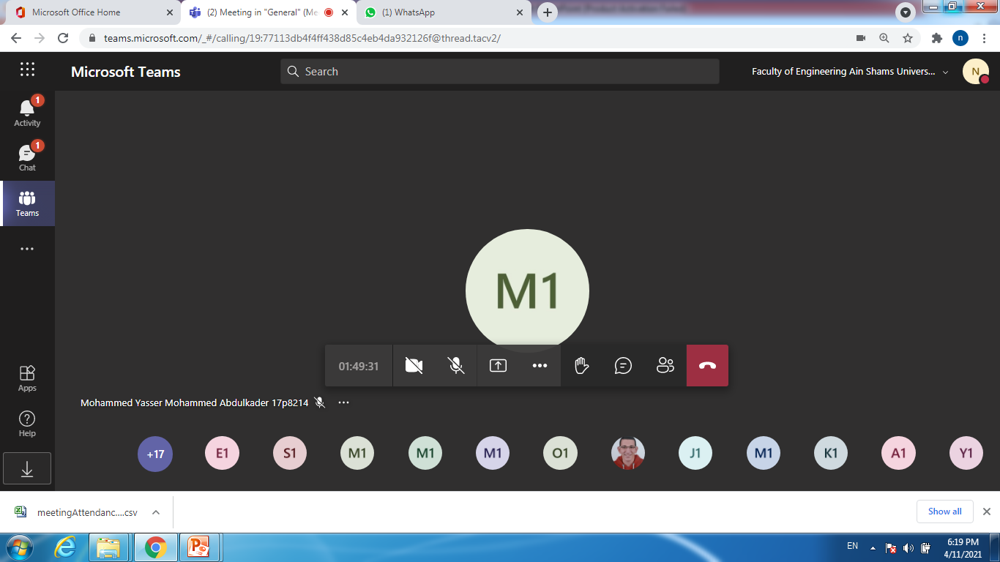 Microsoft Office Home
(2) Meeting in "General" (Me
(1) WhatsApp
teams.microsoft.com/_#/calling/19:77113db4f4ff438d85c4eb4da932126f@thread.tacv2/
n
Microsoft Teams
Search
Faculty of Engineering Ain Shams Univers...
N
1
Activity
1
Chat
Teams
Apps
Help
M1
01:49:31
Mohammed Yasser Mohammed Abdulkader 17p8214
+17
E1
S1
M1
M1
M1
O1
J1
M1
K1
A1
Y1
meetingAttendanc....csv
Show all
EN
6:19 PM
4/11/2021